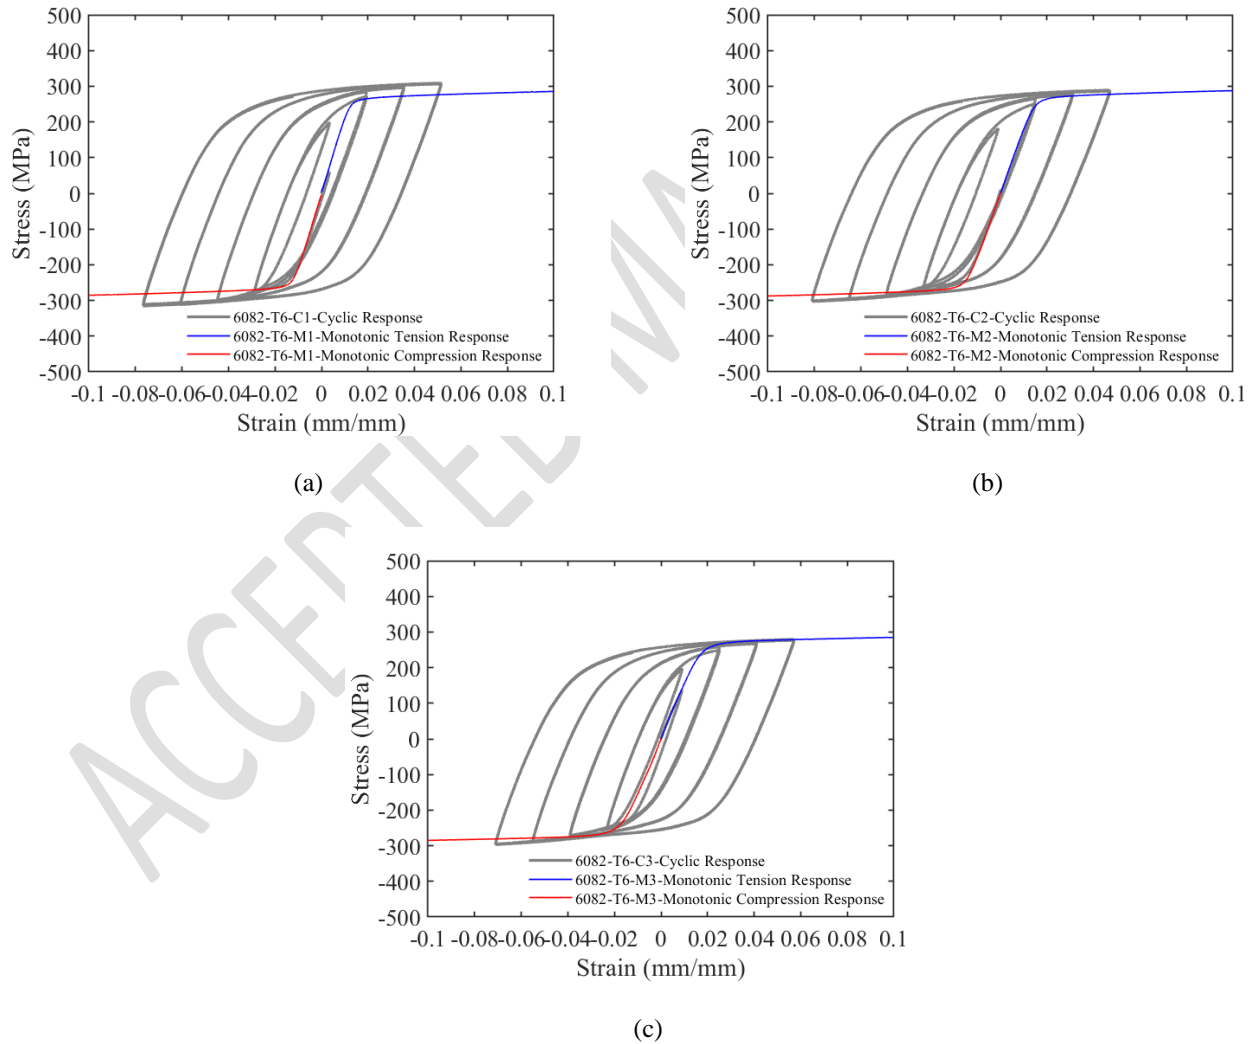 500
400
300
200
100
0
-100
-200
-300
-400
-500
Stress (MPa)
6082-T6-C1-Cyclic Response
6082-T6-M1-Monotonic Tension Response
6082-T6-M1-Monotonic Compression Response
-0.1 -0.08 -0.06 -0.04 -0.02 0 0.02 0.04 0.06 0.08 0.1
Strain (mm/mm)
(a)
500
400
300
200
100
0
-100
-200
-300
-400
-500
Stress (MPa)
6082-T6-C2-Cyclic Response
6082-T6-M2-Monotonic Tension Response
6082-T6-M2-Monotonic Compression Response
-0.1 -0.08 -0.06 -0.04 -0.02 0 0.02 0.04 0.06 0.08 0.1
Strain (mm/mm)
(b)
500
400
300
200
100
0
-100
-200
-300
-400
-500
Stress (MPa)
6082-T6-C3-Cyclic Response
6082-T6-M3-Monotonic Tension Response
6082-T6-M3-Monotonic Compression Response
-0.1 -0.08 -0.06 -0.04 -0.02 0 0.02 0.04 0.06 0.08 0.1
Strain (mm/mm)
(c)
ACCEPTED MA